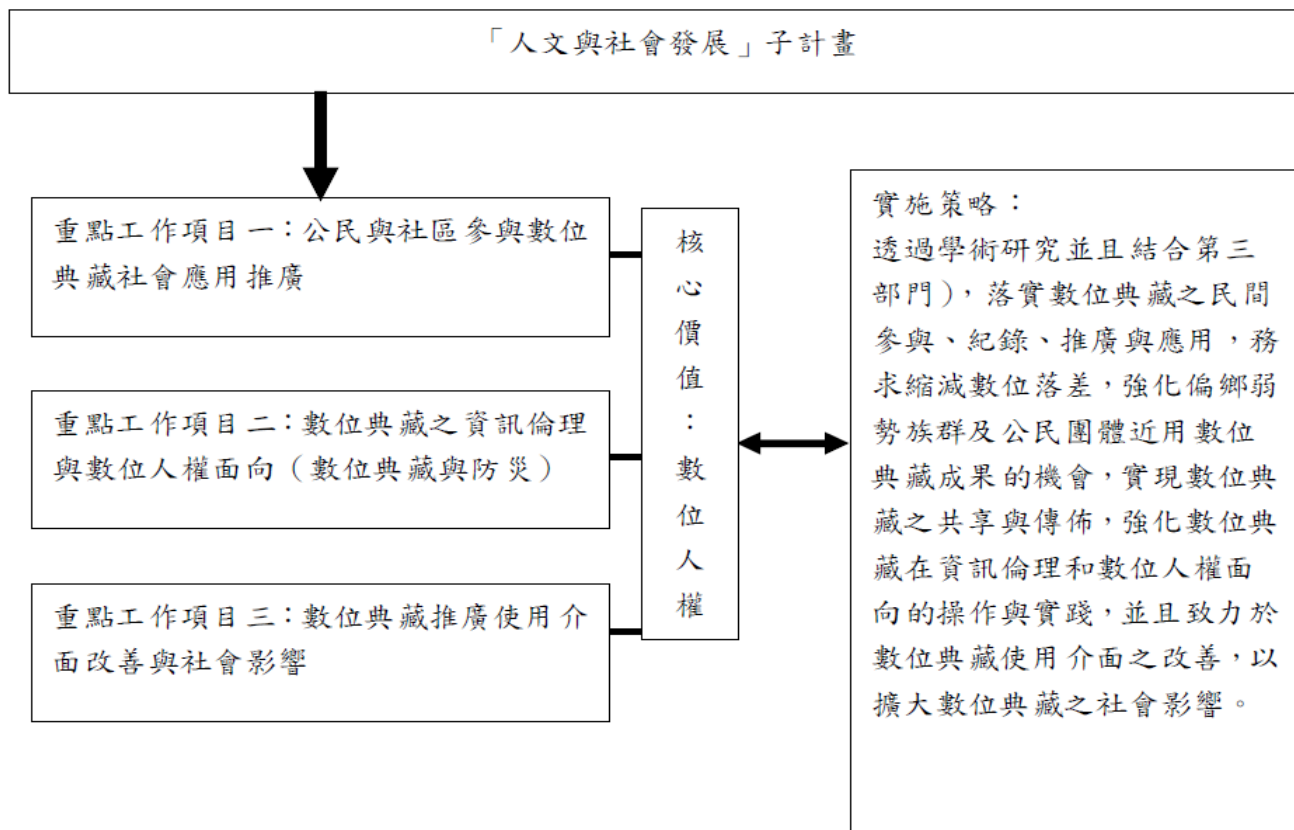 「人文與社會發展」子計畫
重點工作項目一：公民與社區參與數位
典藏社會應用推廣
重點工作項目二：數位典藏之資訊倫理
與數位人權面向（數位典藏與防災）
重點工作項目三：數位典藏推廣使用介
面改善與社會影響
核心價值：數位人權
實施策略：
透過學術研究並且結合第三
部門），落實數位典藏之民間
參與、紀錄、推廣與應用，務
求縮減數位落差，強化偏鄉弱
勢族群及公民團體近用數位
典藏成果的機會，實現數位典
藏之共享與傳佈，強化數位典
藏在資訊倫理和數位人權面
向的操作與實踐，並且致力於
數位典藏使用介面之改善，以
擴大數位典藏之社會影響。